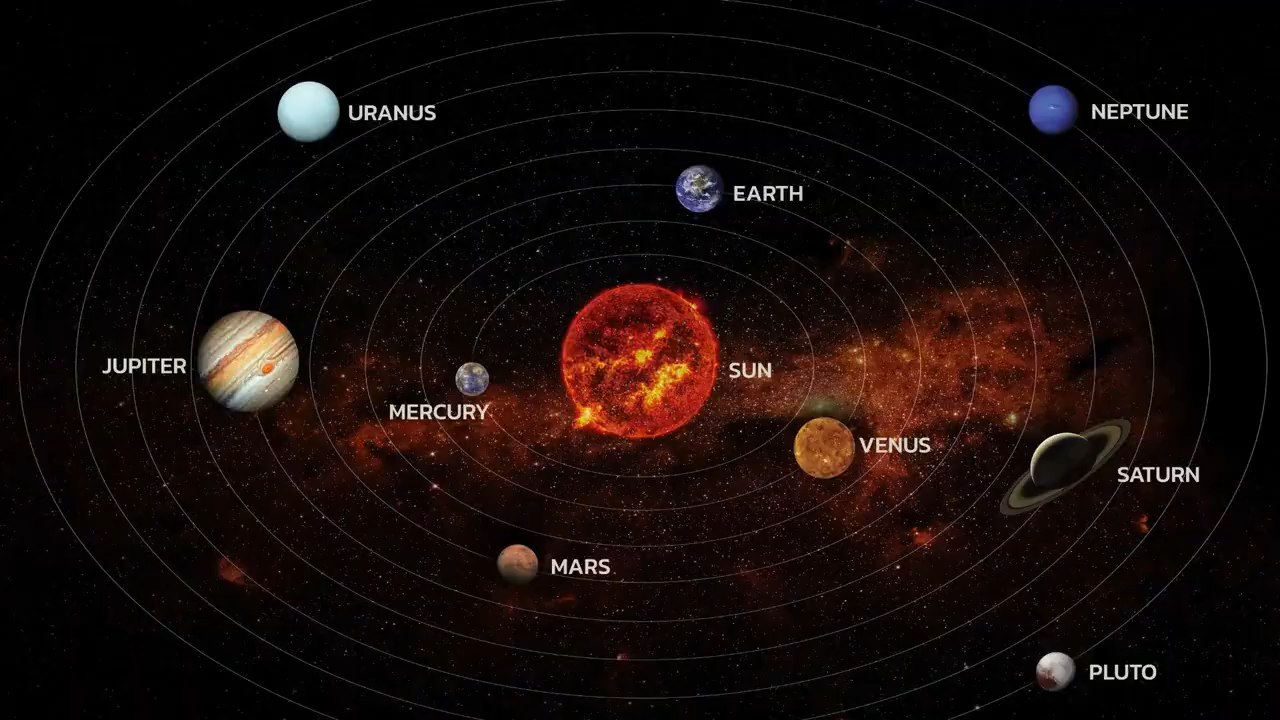 URANUS
NEPTUNE
EARTH
JUPITER
SUN
MERCURY
VENUS
SATURN
MARS
PLUTO